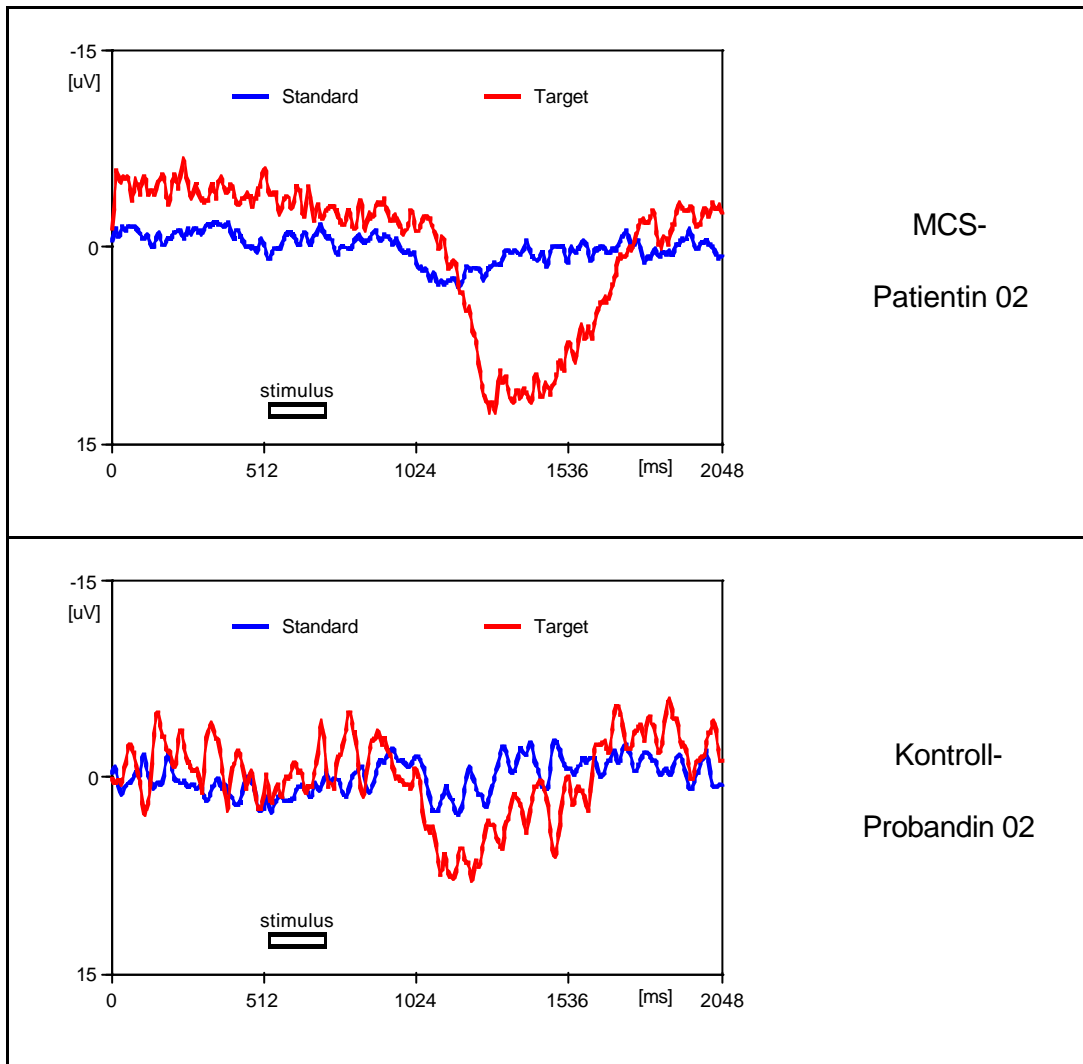 -15
[uV]
Standard Target
0
stimulus
15
0 512 1024 1536 [ms] 2048
MCS-
Patientin 02
-15
[uV]
Standard Target
0
stimulus
15
0 512 1024 1536 [ms] 2048
Kontroll-
Probandin 02